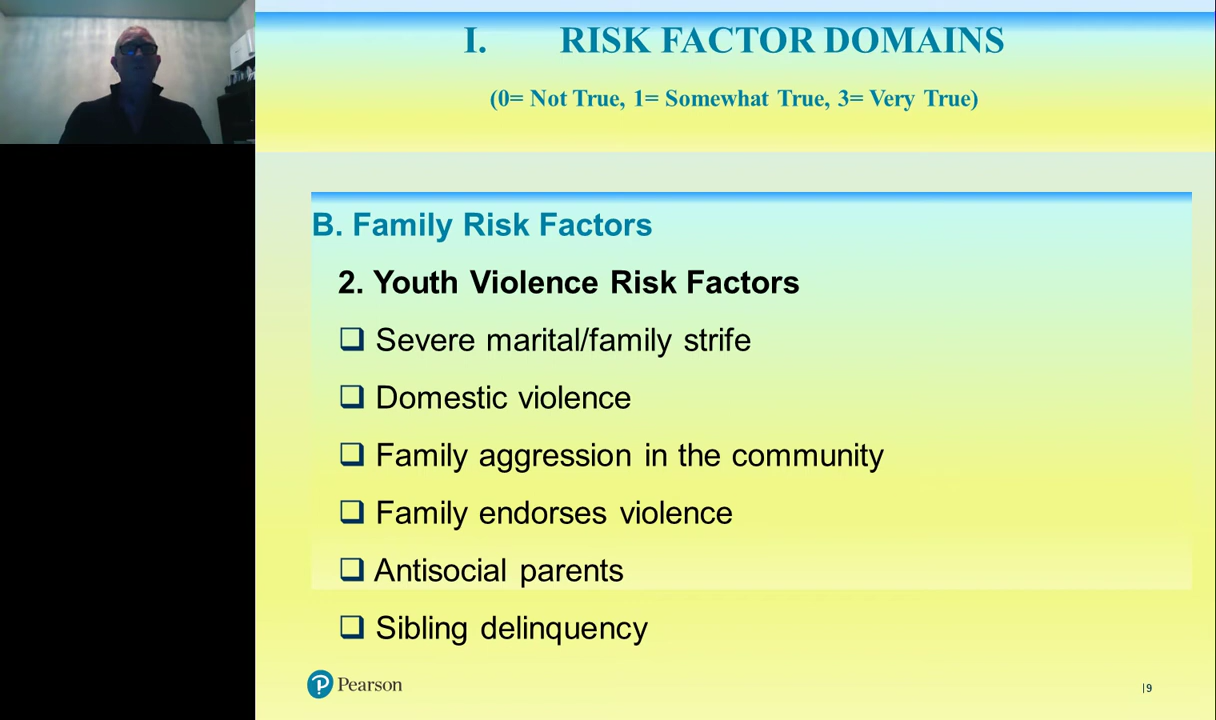 I. RISK FACTOR DOMAINS
(0= Not True, 1= Somewhat True, 3= Very True)
B. Family Risk Factors
2. Youth Violence Risk Factors
❑ Severe marital/family strife
❑ Domestic violence
❑ Family aggression in the community
❑ Family endorses violence
❑ Antisocial parents
❑ Sibling delinquency
Pearson
|9